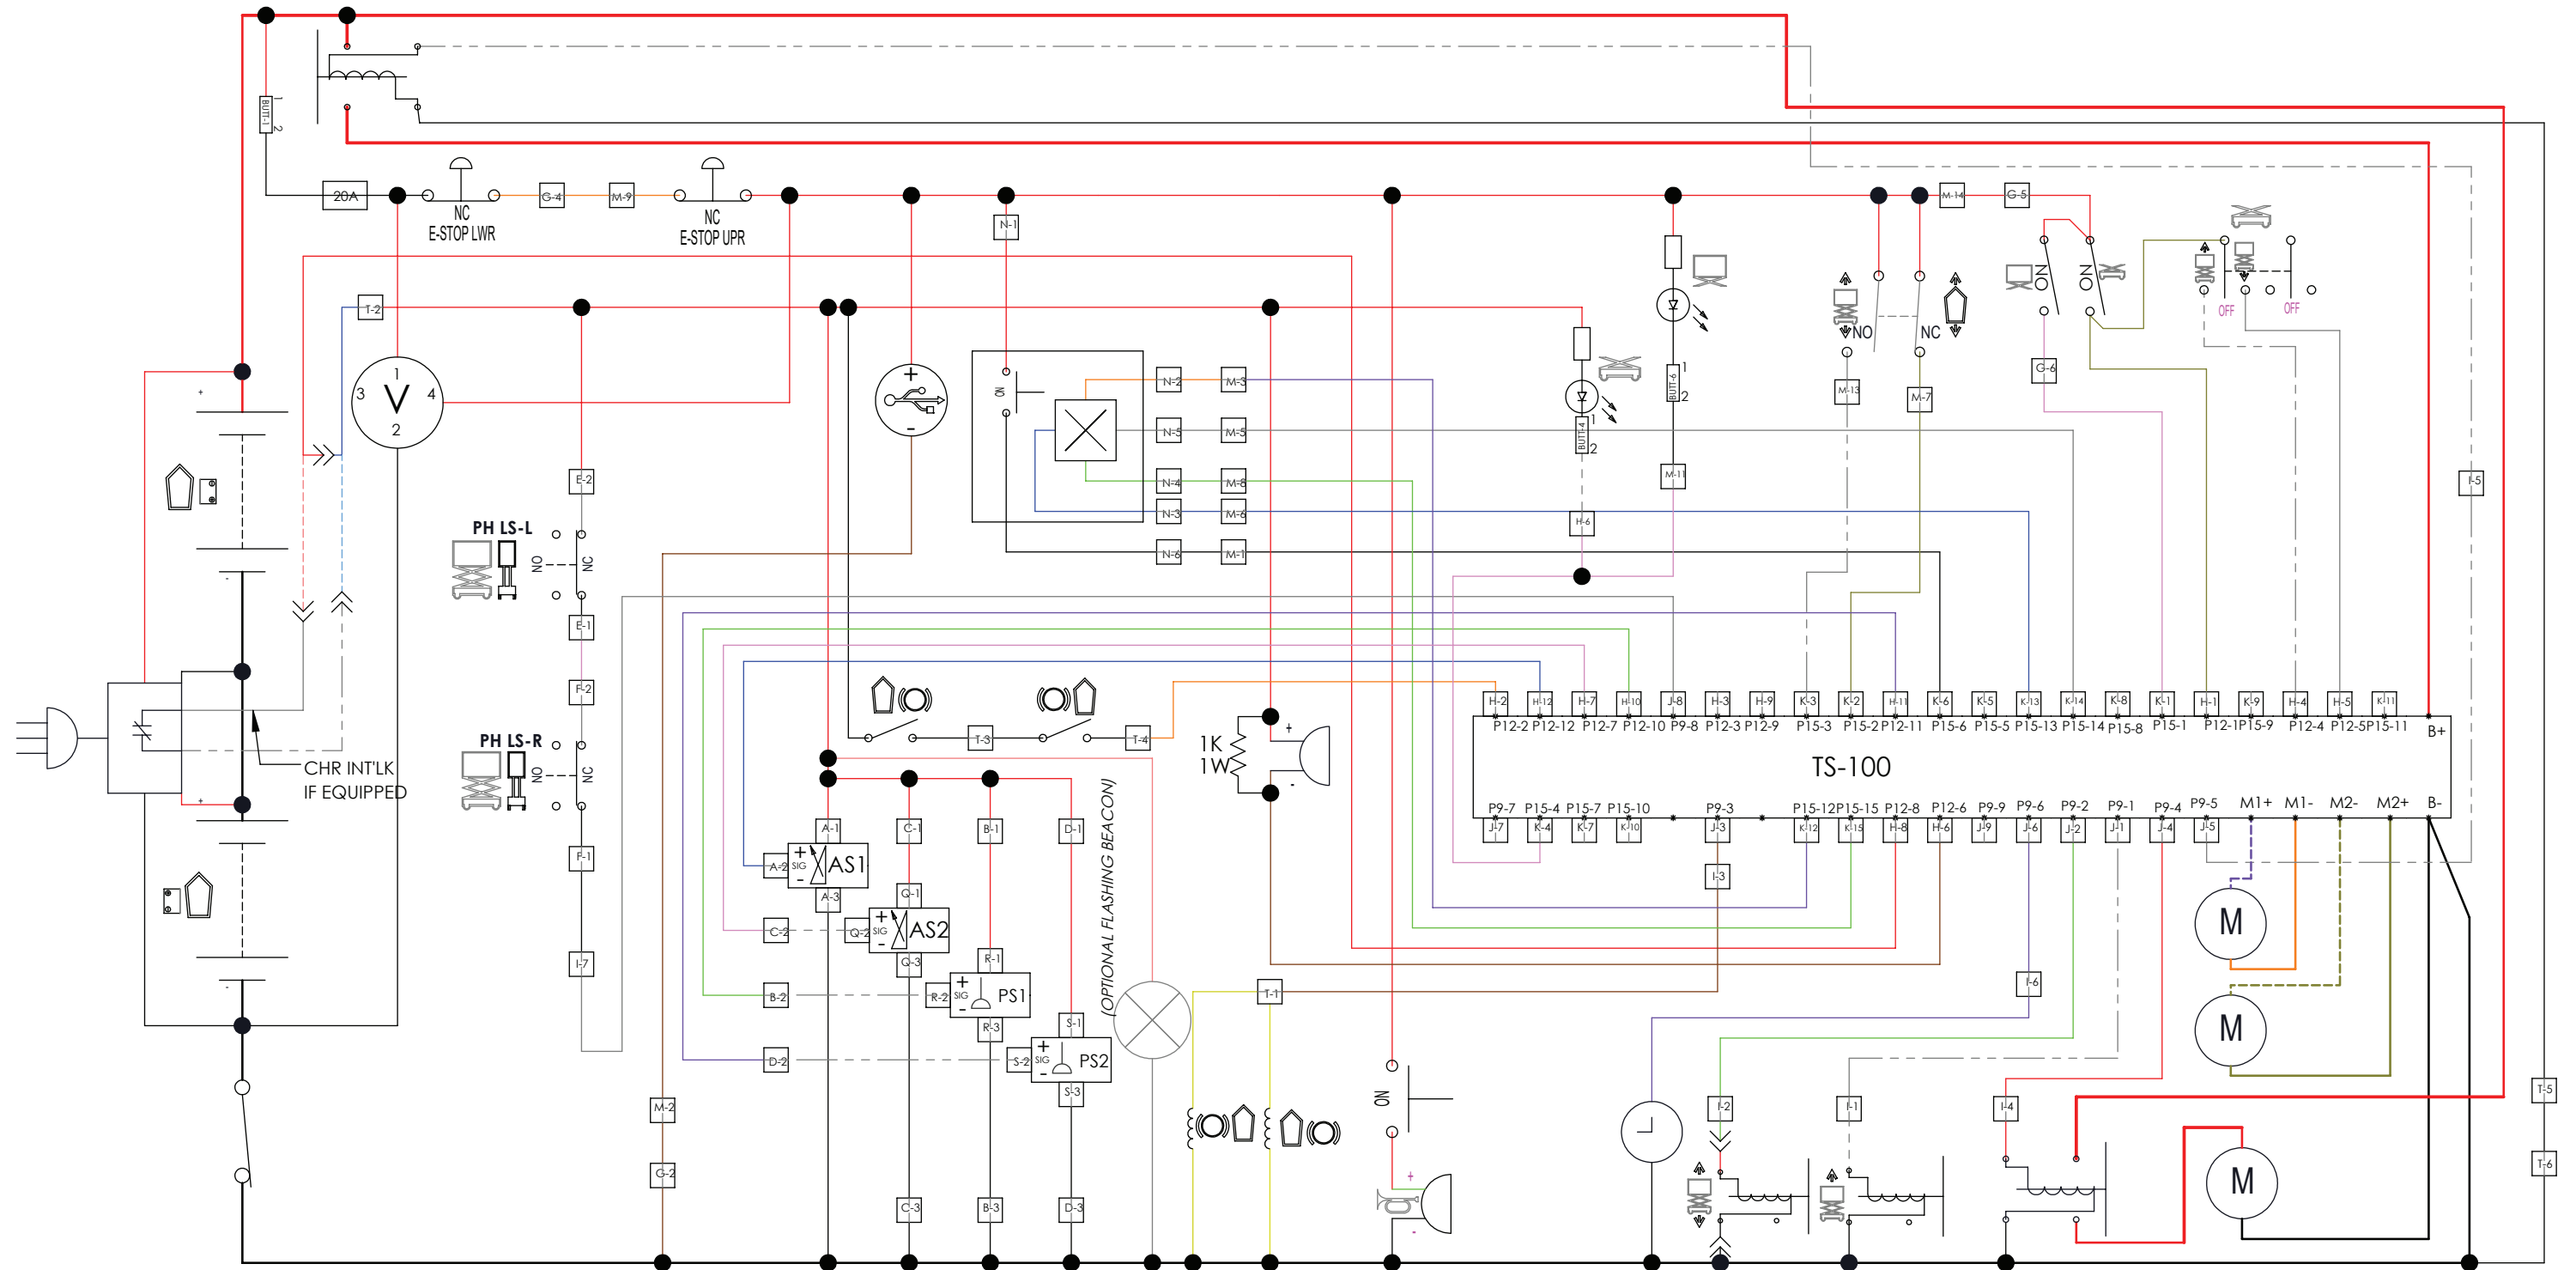 BUTT-1
1
2
20A
NC
E-STOP LWR
G-4
M-9
NC
E-STOP UPR
N-1
M-14
G-5
T-2
1
3 V 4
2
+
-
+
-
NO
N-2 M-3
N-5 M-5
N-4 M-8
N-3 M-6
N-6 M-1
BUTT-4
1
2
H-6
BUTT-6
1
2
M-11
NO
NC
M-13
M-7
NO
NO
G-6
OFF
OFF
I-5
+
-
E-2
PH LS-L
NO
NC
E-1
F-2
PH LS-R
NO
NC
F-1
I-7
CHR INT'LK
IF EQUIPPED
+
-
T-3
T-4
1K
1W
+
-
H-2 H-12 H-7 H-10 J-8 H-3 H-9 K-3 K-2 H-11 K-6 K-5 K-13 K-14 K-8 K-1 H-1 K-9 H-4 H-5 K-11
P12-2 P12-12 P12-7 P12-10 P9-8 P12-3 P12-9 P15-3 P15-2 P12-11 P15-6 P15-5 P15-13 P15-14 P15-8 P15-1 P12-1 P15-9 P12-4 P12-5 P15-11 B+
TS-100
P9-7 P15-4 P15-7 P15-10 P9-3 P15-12 P15-15 P12-8 P12-6 P9-9 P9-6 P9-2 P9-1 P9-4 P9-5 M1+ M1- M2- M2+ B-
J-7 K-4 K-7 K-10 J-3 K-12 K-15 H-8 H-6 J-9 J-6 J-2 J-1 J-4 J-5
I-3
A-1 C-1 B-1 D-1
A-2 + SIG - AS1
A-3
Q-1
C-2 Q-2 + SIG - AS2
Q-3
R-1
B-2 R-2 + SIG - PS1
R-3
S-1
D-2 S-2 + SIG - PS2
S-3
(OPTIONAL FLASHING BEACON)
T-1
I-6
M
M
M-2
G-2
C-3 B-3 D-3
NO
+
-
I-2
I-1
I-4
M
T-5
T-6